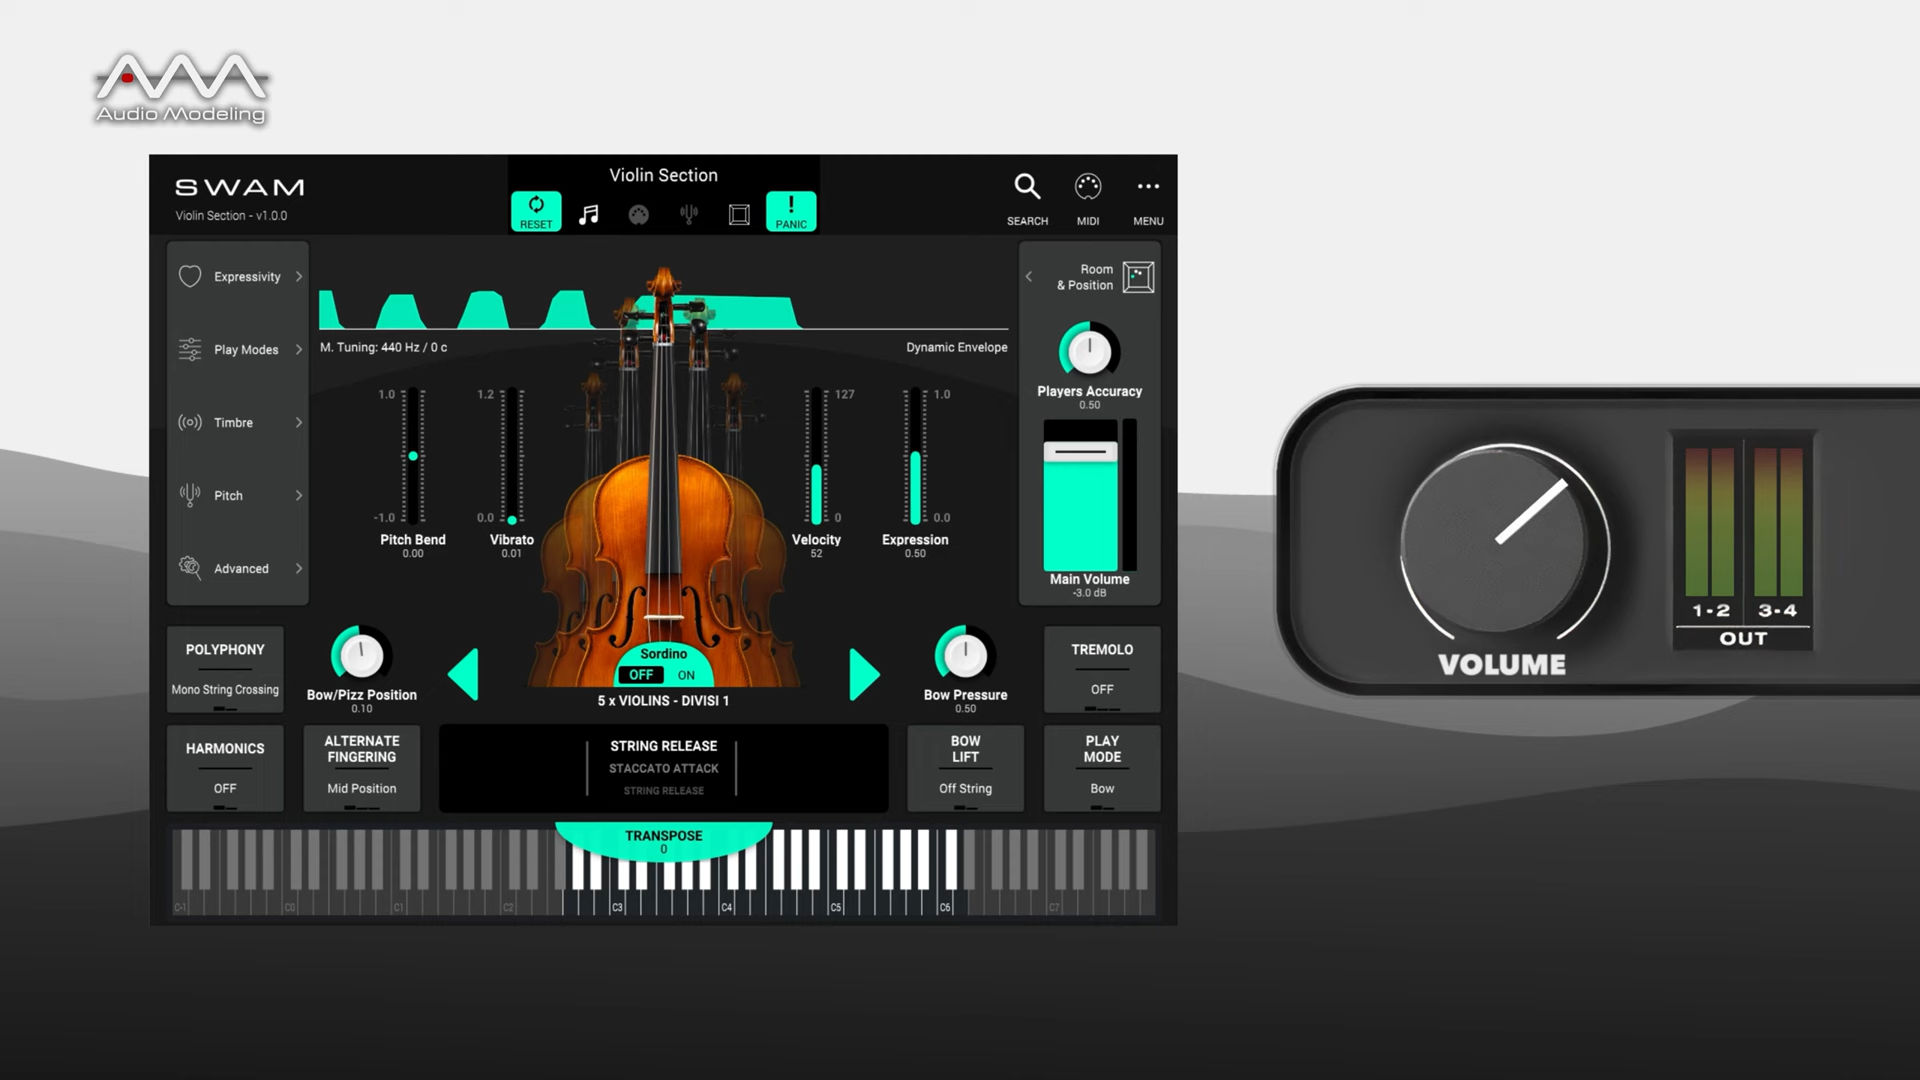 Audio Modeling
SWAM
Violin Section - v1.0.0
Violin Section
RESET
!
PANIC
SEARCH
MIDI
MENU
Expressivity
Play Modes
Timbre
Pitch
Advanced
M. Tuning: 440 Hz / 0 c
Dynamic Envelope
Room
& Position
Players Accuracy
0.50
1.0
-1.0
Pitch Bend
0.00
1.2
0.0
Vibrato
0.01
127
0
Velocity
52
1.0
0.0
Expression
0.50
Main Volume
-3.0 dB
POLYPHONY
Mono String Crossing
Bow/Pizz Position
0.10
Sordino
OFF ON
5 x VIOLINS - DIVISI 1
Bow Pressure
0.50
TREMOLO
OFF
HARMONICS
OFF
ALTERNATE
FINGERING
Mid Position
STRING RELEASE
STACCATO ATTACK
STRING RELEASE
BOW
LIFT
Off String
PLAY
MODE
Bow
TRANSPOSE
0
C-1 C0 C1 C2 C3 C4 C5 C6 C7
VOLUME
1-2 3-4
OUT